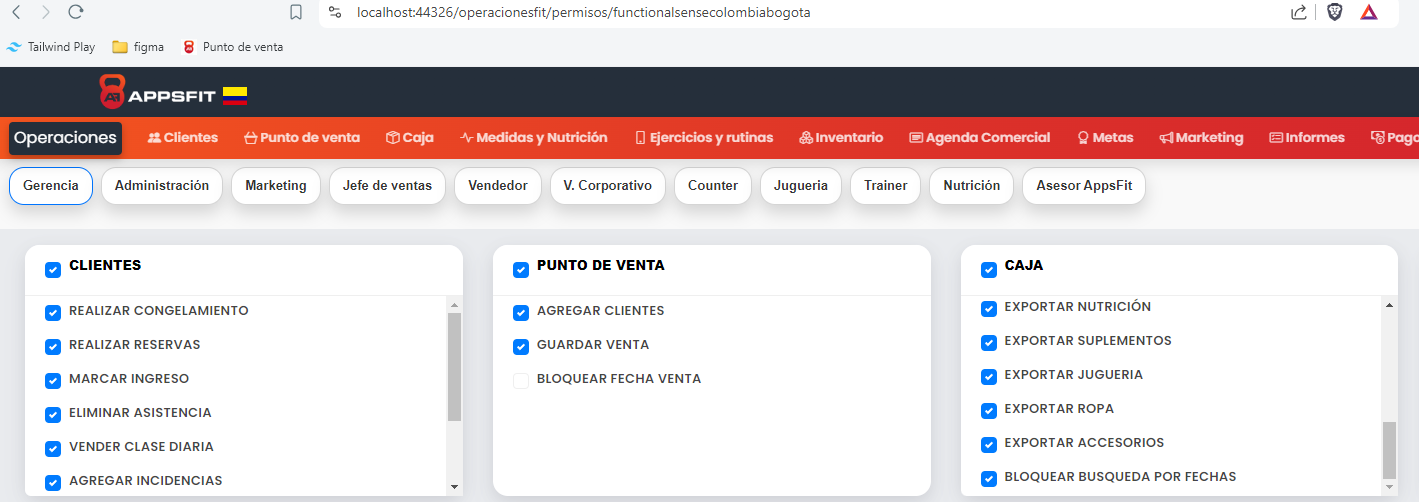 localhost:44326/operacionesfit/permisos/functionalsensecolombiabogota
Tailwind Play figma Punto de venta
APPSFIT
Operaciones Clientes Punto de venta Caja Medidas y Nutrición Ejercicios y rutinas Inventario Agenda Comercial Metas Marketing Informes Pago
Gerencia Administración Marketing Jefe de ventas Vendedor V. Corporativo Counter Jugueria Trainer Nutrición Asesor AppsFit
CLIENTES
REALIZAR CONGELAMIENTO
REALIZAR RESERVAS
MARCAR INGRESO
ELIMINAR ASISTENCIA
VENDER CLASE DIARIA
AGREGAR INCIDENCIAS
PUNTO DE VENTA
AGREGAR CLIENTES
GUARDAR VENTA
BLOQUEAR FECHA VENTA
CAJA
EXPORTAR NUTRICIÓN
EXPORTAR SUPLEMENTOS
EXPORTAR JUGUERIA
EXPORTAR ROPA
EXPORTAR ACCESORIOS
BLOQUEAR BUSQUEDA POR FECHAS